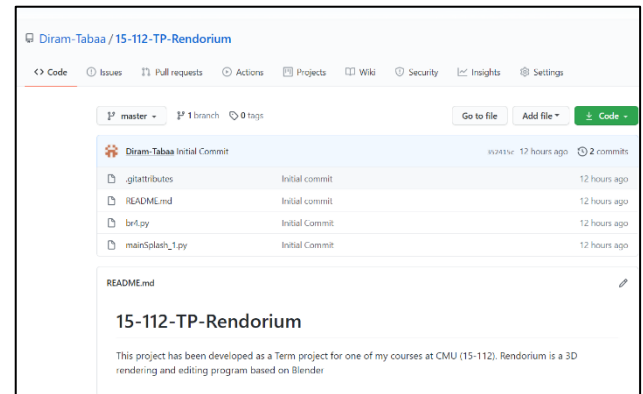 Diram-Tabaa / 15-112-TP-Rendorium
<> Code Issues Pull requests Actions Projects Wiki Security Insights Settings
master 1 branch 0 tags Go to file Add file Code
Diram-Tabaa Initial Commit 12 hours ago 2 commits
.gitattributes Initial commit 12 hours ago
README.md Initial commit 12 hours ago
br4.py Initial Commit 12 hours ago
mainSplash_1.py Initial Commit 12 hours ago
README.md
15-112-TP-Rendorium
This project has been developed as a Term project for one of my courses at CMU (15-112). Rendorium is a 3D
rendering and editing program based on Blender